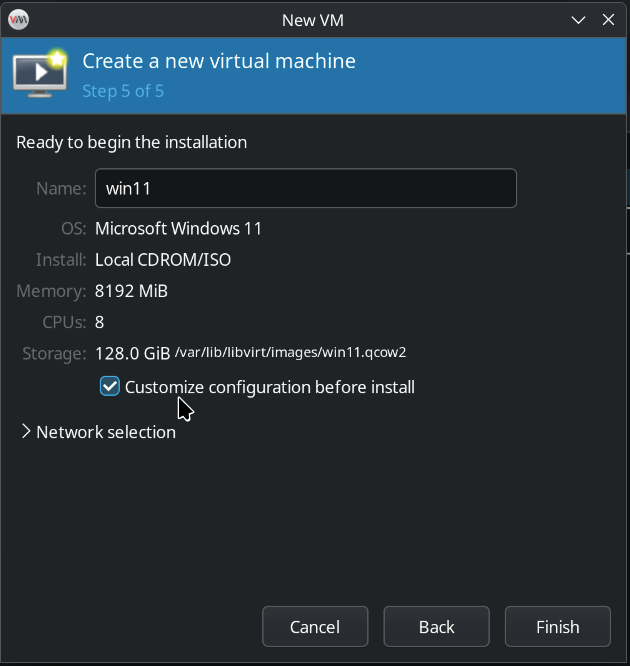 New VM
Create a new virtual machine
Step 5 of 5
Ready to begin the installation
Name: win11
OS: Microsoft Windows 11
Install: Local CDROM/ISO
Memory: 8192 MiB
CPUs: 8
Storage: 128.0 GiB /var/lib/libvirt/images/win11.qcow2
Customize configuration before install
Network selection
Cancel Back Finish